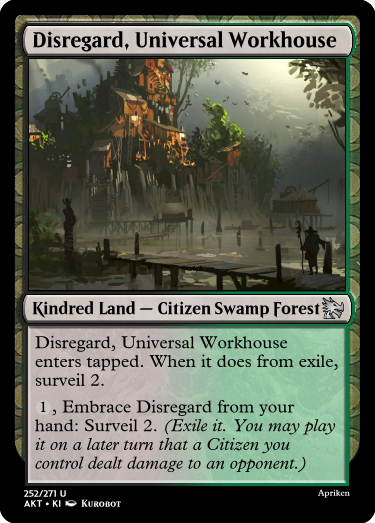 Disregard, Universal Workhouse
Kindred Land — Citizen Swamp Forest
Disregard, Universal Workhouse
enters tapped. When it does from exile,
surveil 2.
1 , Embrace Disregard from your
hand: Surveil 2. (Exile it. You may play
it on a later turn that a Citizen you
control dealt damage to an opponent.)
252/271 U
Apriken
AKT • KI Kurobot